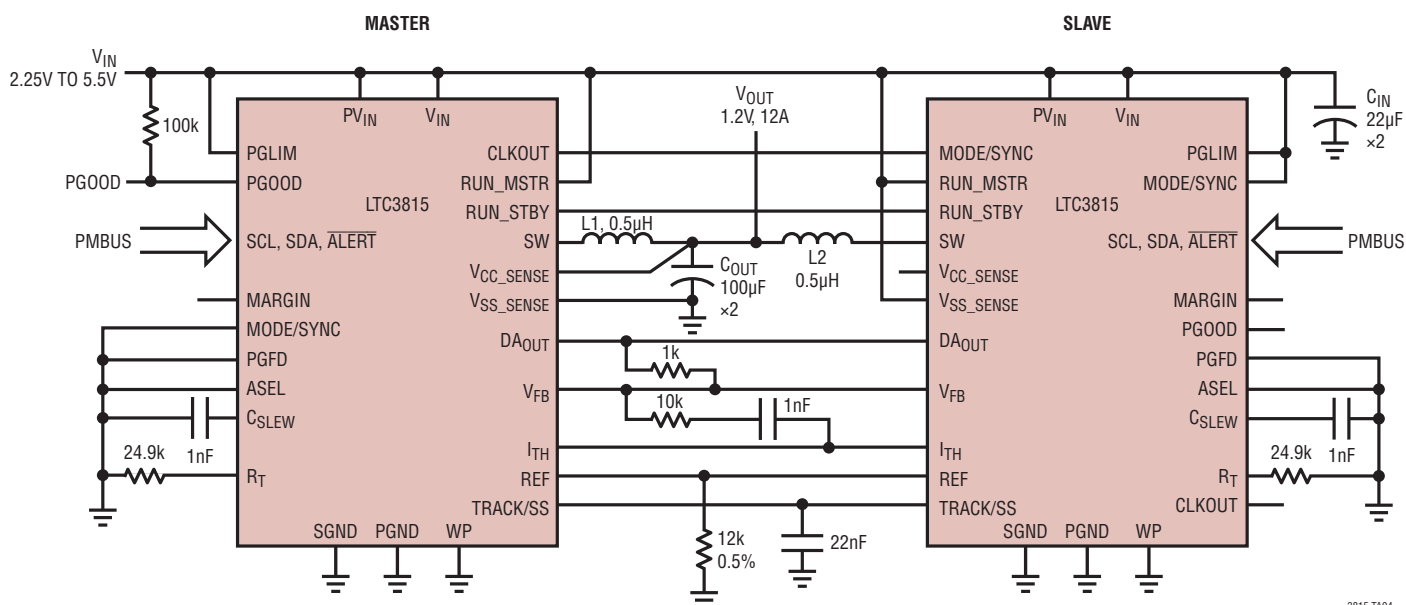 MASTER
SLAVE
VIN
2.25V TO 5.5V
100k
PGOOD
PMBUS
PVIN
VIN
PGLIM
PGOOD
SCL, SDA, ALERT
MARGIN
MODE/SYNC
PGFD
ASEL
CSLEW
RT
LTC3815
CLKOUT
RUN_MSTR
RUN_STBY
SW
VCC_SENSE
VSS_SENSE
DAOUT
VFB
ITH
REF
TRACK/SS
SGND
PGND
WP
1nF
24.9k
VOUT
1.2V, 12A
L1, 0.5µH
COUT
100µF
×2
L2
0.5µH
1k
10k
1nF
12k
0.5%
22nF
PVIN
VIN
MODE/SYNC
RUN_MSTR
RUN_STBY
SW
VCC_SENSE
VSS_SENSE
DAOUT
VFB
ITH
REF
TRACK/SS
LTC3815
PGLIM
MODE/SYNC
SCL, SDA, ALERT
MARGIN
PGOOD
PGFD
ASEL
CSLEW
RT
CLKOUT
SGND
PGND
WP
CIN
22µF
×2
PMBUS
24.9k
1nF
3815 TA04